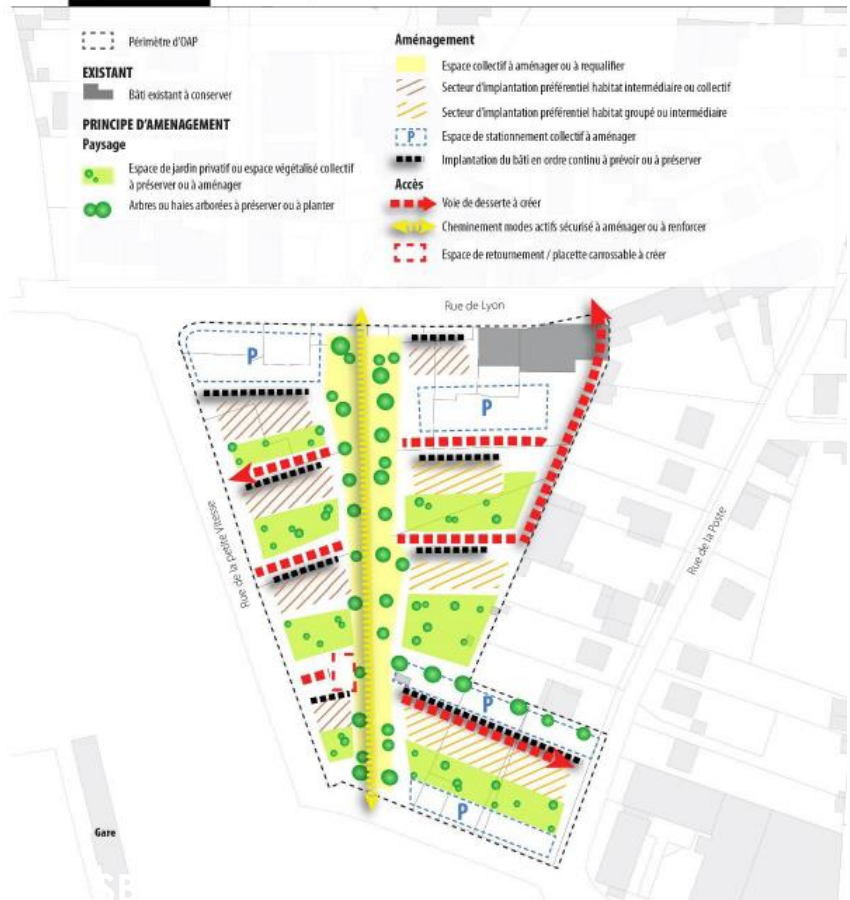 Périmètre d'OAP
EXISTANT
Bâti existant à conserver
PRINCIPE D'AMENAGEMENT
Paysage
Espace de jardin privatif ou espace végétalisé collectif
à préserver ou à aménager
Arbres ou haies arborées à préserver ou à planter
Aménagement
Espace collectif à aménager ou à requalifier
Secteur d'implantation préférentiel habitat intermédiaire ou collectif
Secteur d'implantation préférentiel habitat groupé ou intermédiaire
P
Espace de stationnement collectif à aménager
Implantation du bâti en ordre continu à prévoir ou à préserver
Accès
Voie de desserte à créer
Cheminement modes actifs sécurisé à aménager ou à renforcer
Espace de retournement / placette carrossable à créer
Rue de Lyon
P
P
Rue de la petite Vitesse
Rue de la Poste
P
P
Gare